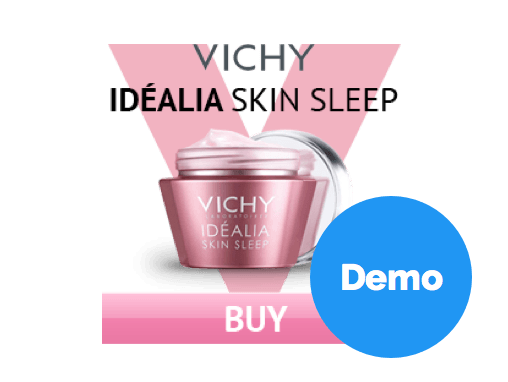 VICHY
IDÉALIA SKIN SLEEP
VICHY
LABORATOIRES
IDÉALIA
SKIN SLEEP
Demo
BUY